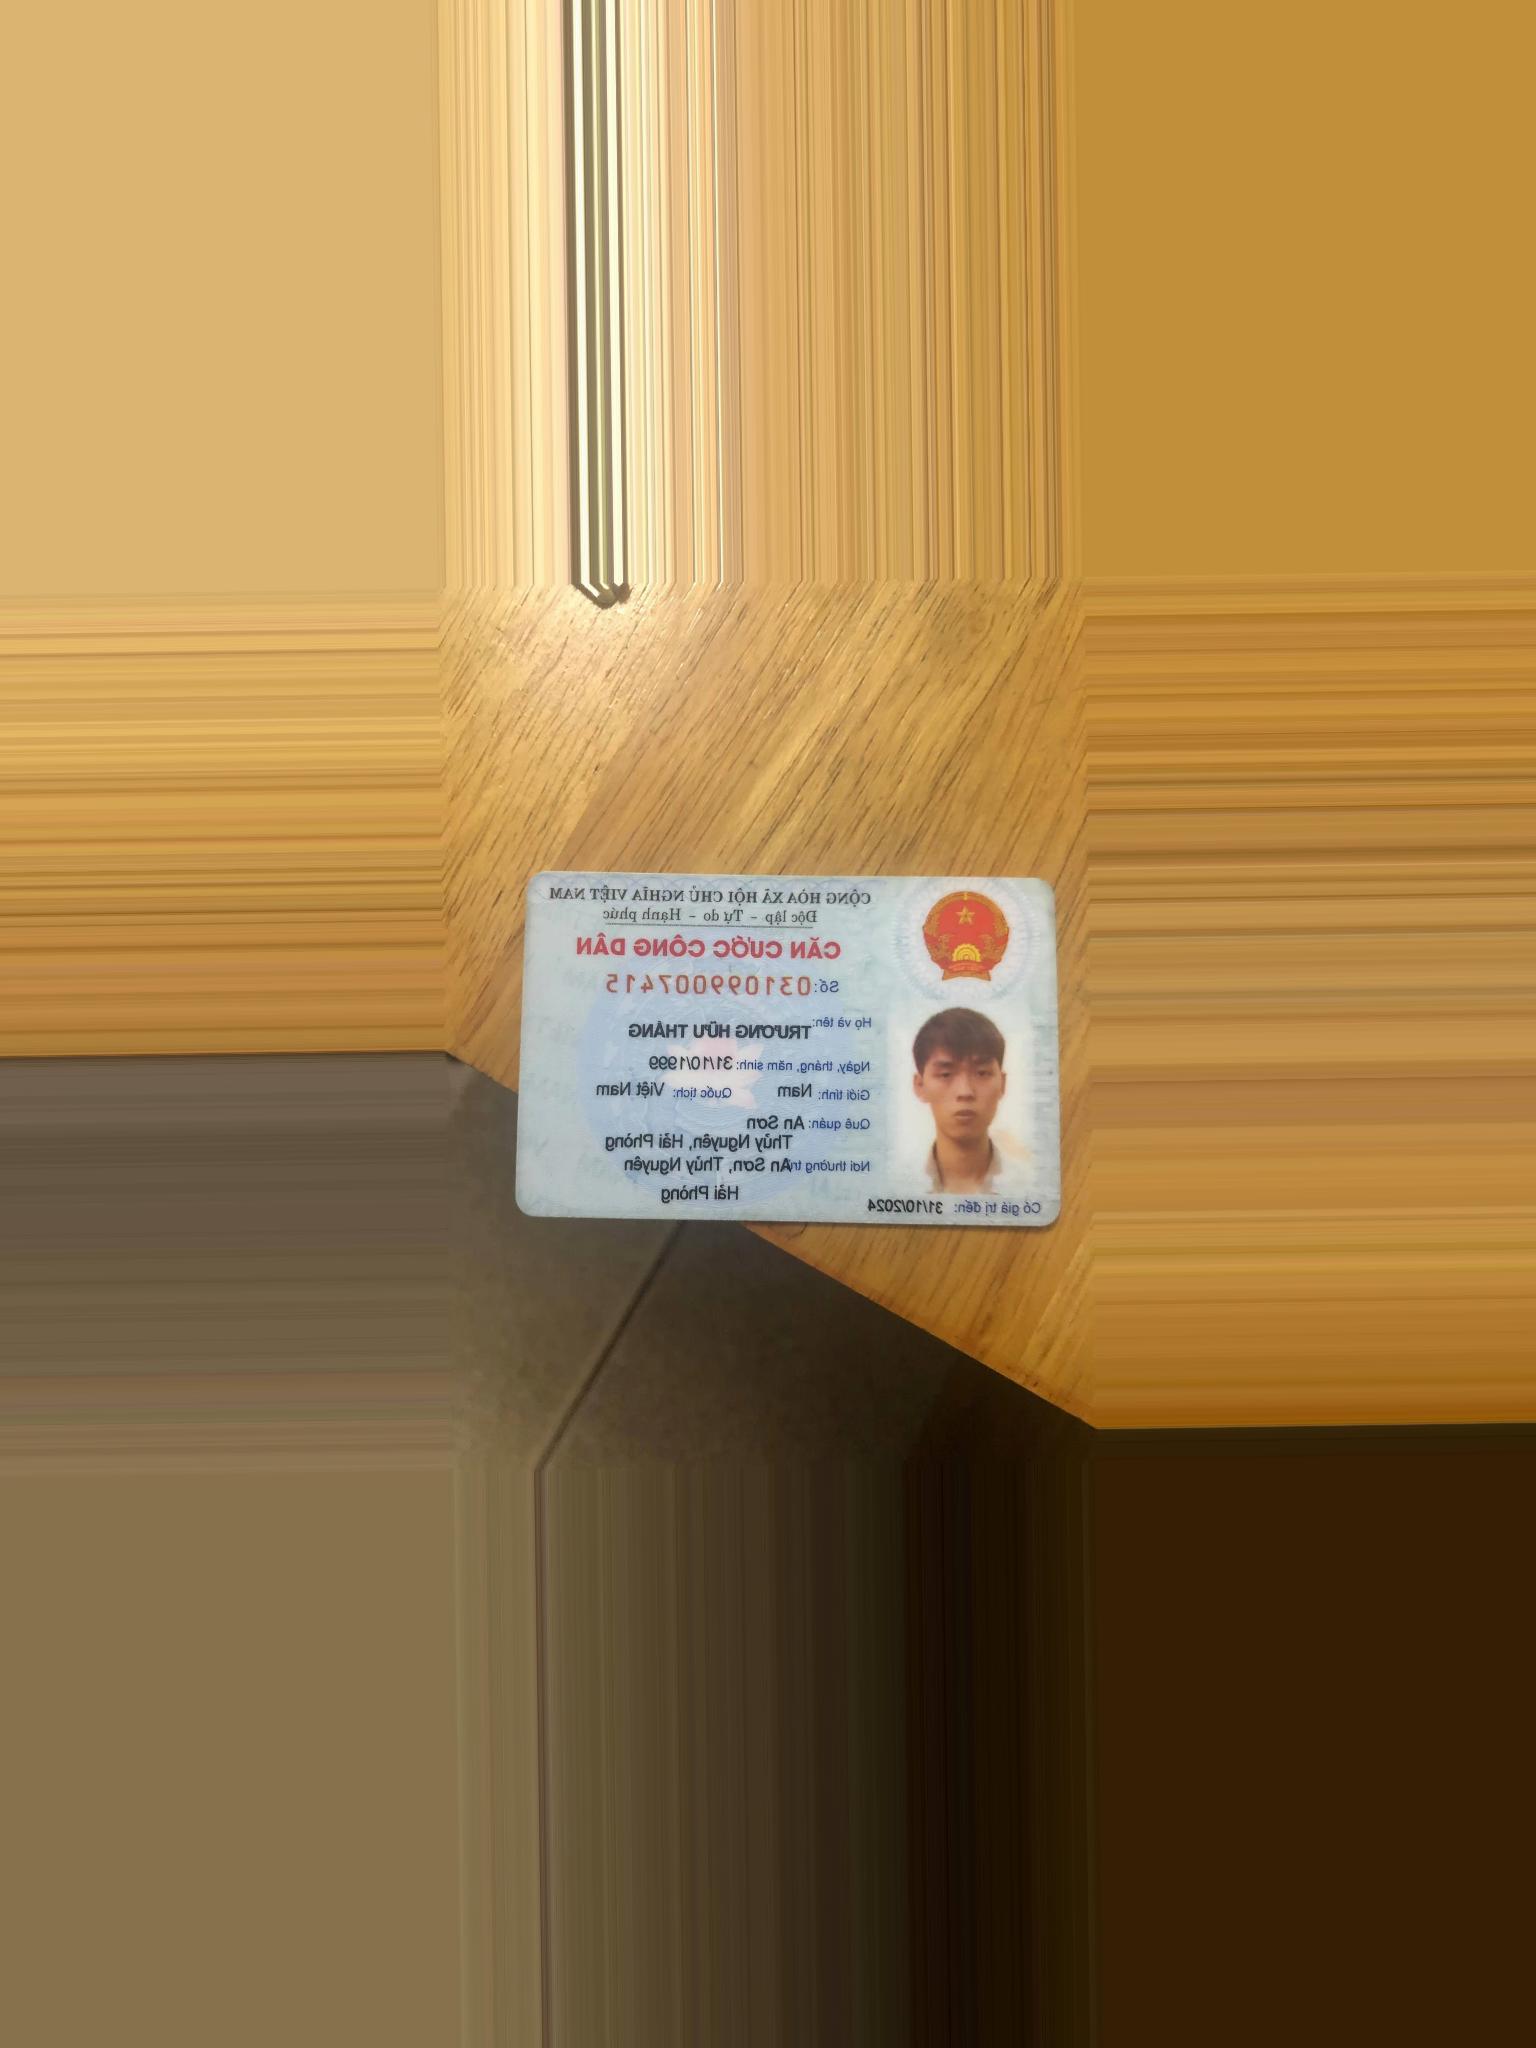 CỘNG HÒA XÃ HỘI CHỦ NGHĨA VIỆT NAM
Độc lập - Tự do - Hạnh phúc
CĂN CƯỚC CÔNG DÂN
Số: 031099007415
Họ và tên: TRƯƠNG HỮU THẮNG
Ngày, tháng, năm sinh: 31/10/1999
Giới tính: Nam Quốc tịch: Việt Nam
Quê quán: An Sơn
Thủy Nguyên, Hải Phòng
Nơi thường trú: An Sơn, Thủy Nguyên
Hải Phòng
Có giá trị đến: 31/10/2024